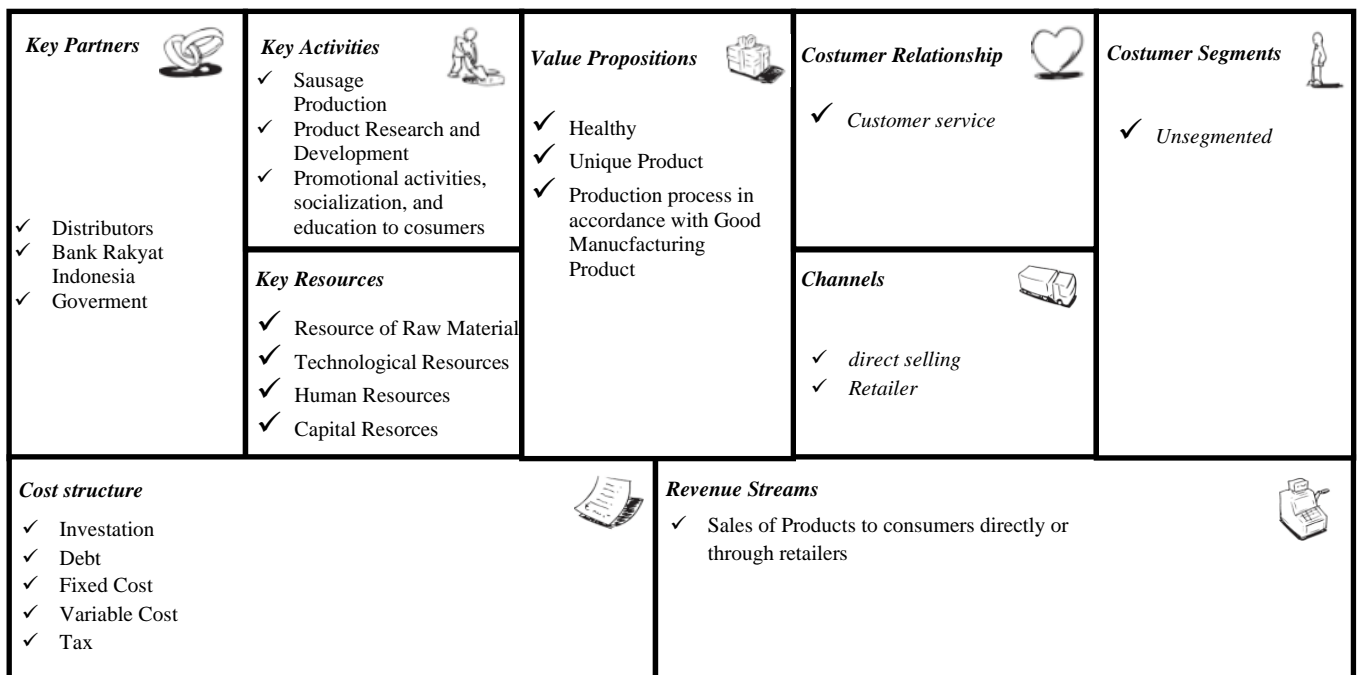 Key Partners
✓ Distributors
✓ Bank Rakyat
Indonesia
✓ Goverment
Key Activities
✓ Sausage
Production
✓ Product Research and
Development
✓ Promotional activities,
socialization, and
education to cosumers
Key Resources
✓ Resource of Raw Material
✓ Technological Resources
✓ Human Resources
✓ Capital Resorces
Value Propositions
✓ Healthy
✓ Unique Product
✓ Production process in
accordance with Good
Manucfacturing
Product
Costumer Relationship
✓ Customer service
Channels
✓ direct selling
✓ Retailer
Costumer Segments
✓ Unsegmented
Cost structure
✓ Investation
✓ Debt
✓ Fixed Cost
✓ Variable Cost
✓ Tax
Revenue Streams
✓ Sales of Products to consumers directly or
through retailers